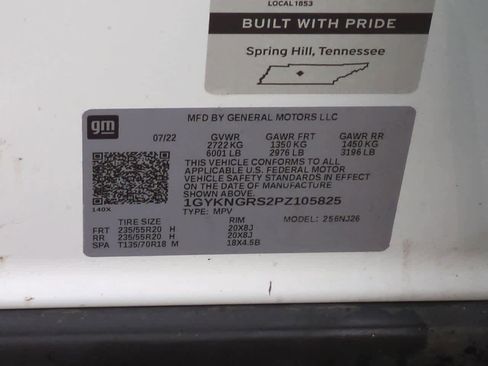 LOCAL 1853
BUILT WITH PRIDE
Spring Hill, Tennessee
gm
MFD BY GENERAL MOTORS LLC
07/22 GVWR GAWR FRT GAWR RR
2722 KG 1350 KG 1450 KG
6001 LB 2976 LB 3196 LB
THIS VEHICLE CONFORMS TO ALL
APPLICABLE U.S. FEDERAL MOTOR
VEHICLE SAFETY STANDARDS IN EFFECT
ON THE DATE OF MANUFACTURE SHOWN ABOVE.
1GYKNGRS2PZ105825
140X TYPE: MPV MODEL: 256NJ26
TIRE SIZE RIM
FRT 235/55R20 H 20X8J
RR 235/55R20 H 20X8J
SPA T135/70R18 M 18X4.5B